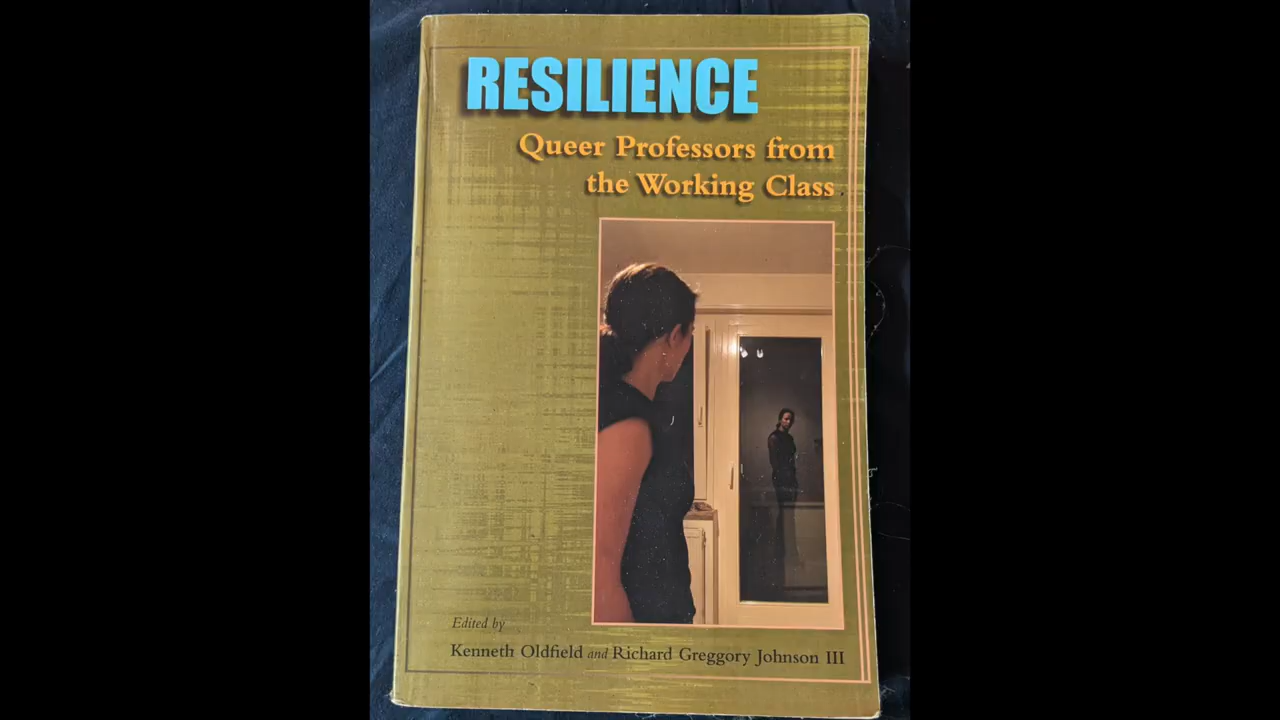 RESILIENCE
Queer Professors from
the Working Class
Edited by
Kenneth Oldfield and Richard Greggory Johnson III